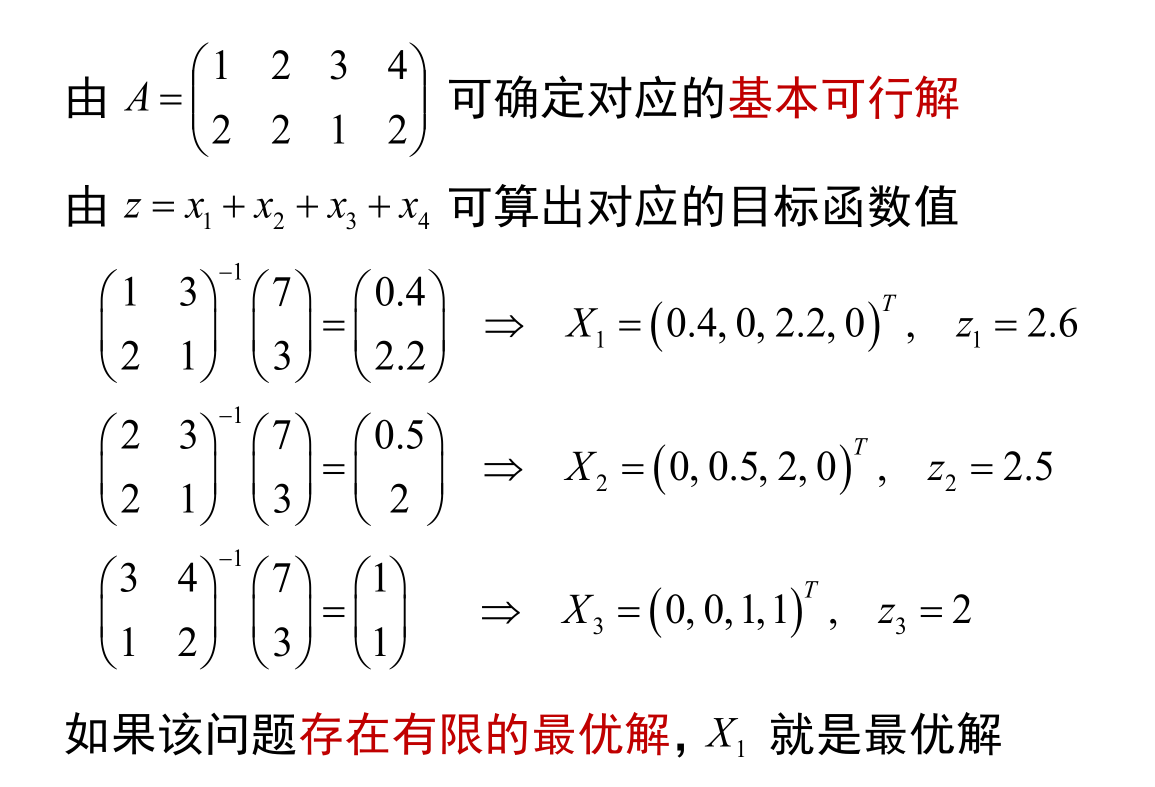 由 $A=\begin{pmatrix}1&2&3&4\\2&2&1&2\end{pmatrix}$ 可确定对应的基本可行解
由 $z=x_1+x_2+x_3+x_4$ 可算出对应的目标函数值
$\begin{pmatrix}1&3\\2&1\end{pmatrix}^{-1}\begin{pmatrix}7\\3\end{pmatrix}=\begin{pmatrix}0.4\\2.2\end{pmatrix}\Rightarrow X_1=(0.4,0,2.2,0)^T,\quad z_1=2.6$
$\begin{pmatrix}2&3\\2&1\end{pmatrix}^{-1}\begin{pmatrix}7\\3\end{pmatrix}=\begin{pmatrix}0.5\\2\end{pmatrix}\Rightarrow X_2=(0,0.5,2,0)^T,\quad z_2=2.5$
$\begin{pmatrix}3&4\\1&2\end{pmatrix}^{-1}\begin{pmatrix}7\\3\end{pmatrix}=\begin{pmatrix}1\\1\end{pmatrix}\Rightarrow X_3=(0,0,1,1)^T,\quad z_3=2$
如果该问题存在有限的最优解，$X_1$ 就是最优解